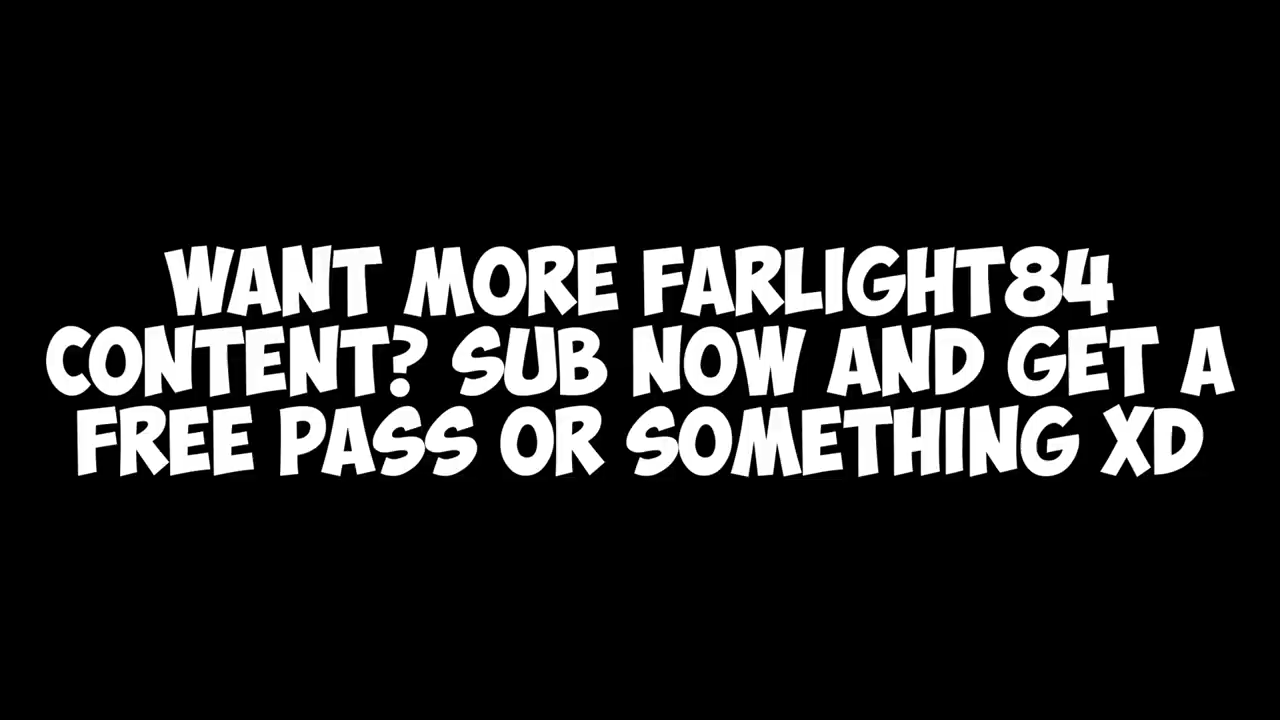 WANT MORE FARLIGHT84
CONTENT? SUB NOW AND GET A
FREE PASS OR SOMETHING XD